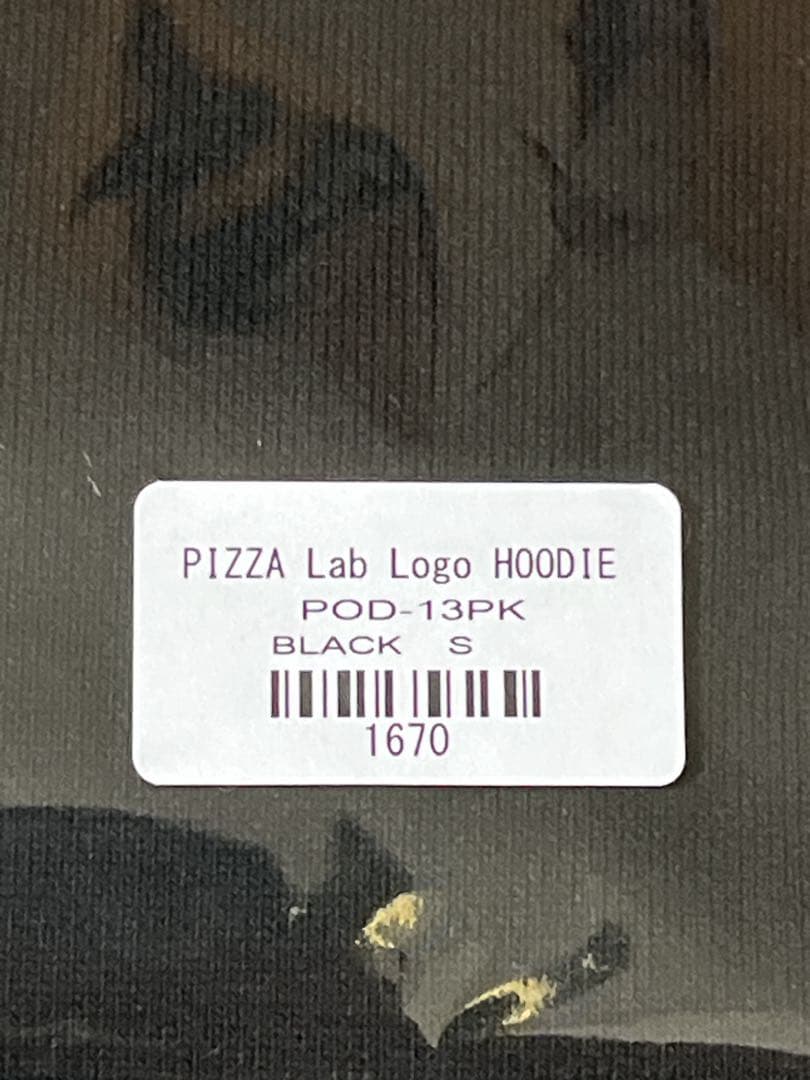 PIZZA Lab Logo HOODIE
POD-13PK
BLACK S
1670